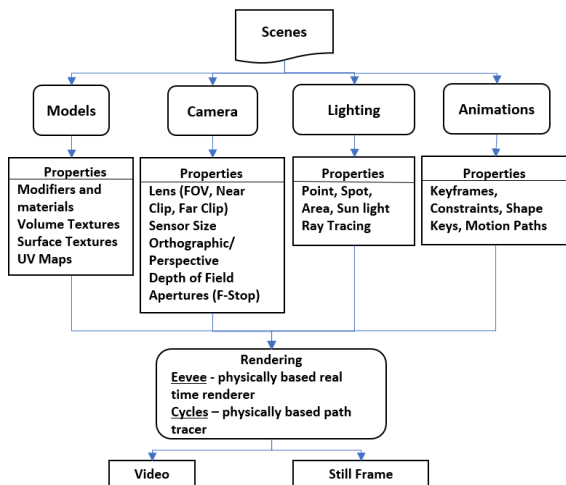 Scenes
Models
Camera
Lighting
Animations
Properties
Modifiers and
materials
Volume Textures
Surface Textures
UV Maps
Properties
Lens (FOV, Near
Clip, Far Clip)
Sensor Size
Orthographic/
Perspective
Depth of Field
Apertures (F-Stop)
Properties
Point, Spot,
Area, Sun light
Ray Tracing
Properties
Keyframes,
Constraints, Shape
Keys, Motion Paths
Rendering
Eevee - physically based real
time renderer
Cycles – physically based path
tracer
Video
Still Frame